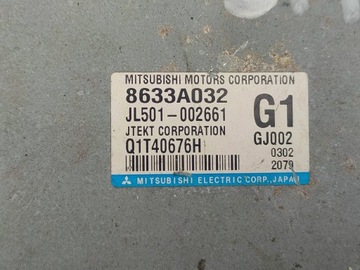 MITSUBISHI MOTORS CORPORATION
8633A032
G1
JL501-002661
JTEKT CORPORATION
GJ002
Q1T40676H
0302
2079
MITSUBISHI ELECTRIC CORP., JAPAN